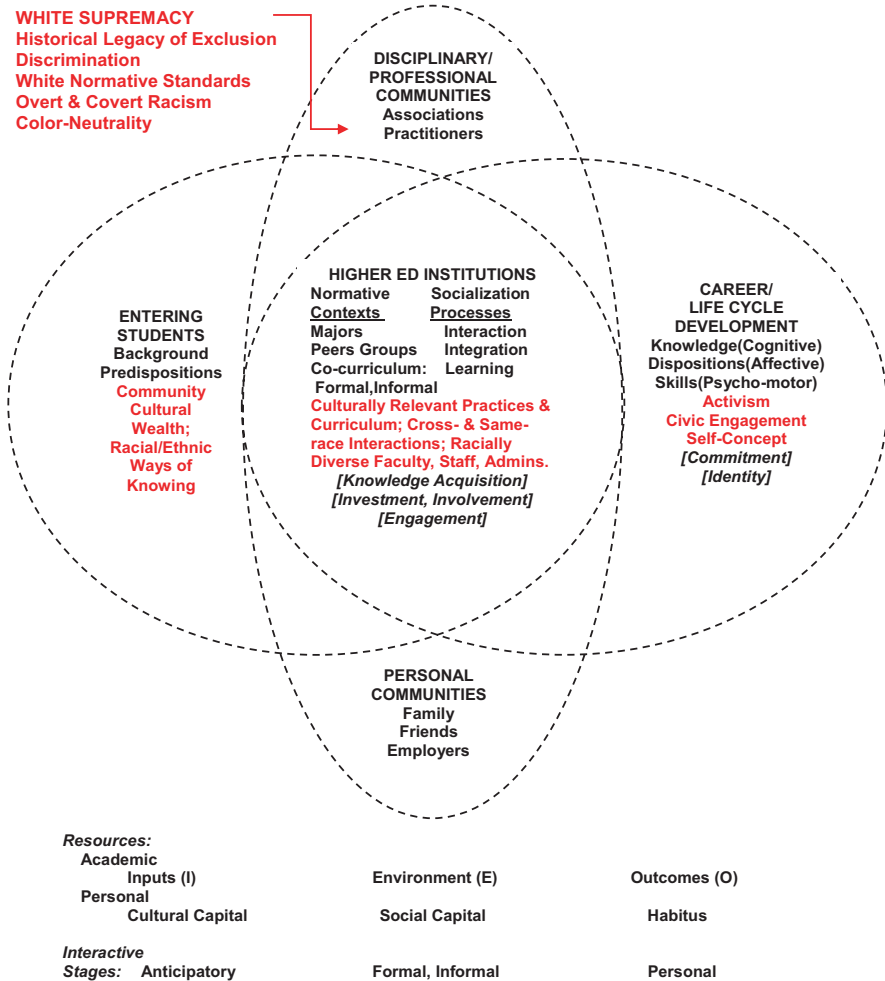 WHITE SUPREMACY
Historical Legacy of Exclusion
Discrimination
White Normative Standards
Overt & Covert Racism
Color-Neutrality
DISCIPLINARY/
PROFESSIONAL
COMMUNITIES
Associations
Practitioners
ENTERING
STUDENTS
Background
Predispositions
Community
Cultural
Wealth;
Racial/Ethnic
Ways of
Knowing
HIGHER ED INSTITUTIONS
Normative Socialization
Contexts Processes
Majors Interaction
Peers Groups Integration
Co-curriculum: Learning
Formal,Informal
Culturally Relevant Practices &
Curriculum; Cross- & Same-
race Interactions; Racially
Diverse Faculty, Staff, Admins.
[Knowledge Acquisition]
[Investment, Involvement]
[Engagement]
CAREER/
LIFE CYCLE
DEVELOPMENT
Knowledge(Cognitive)
Dispositions(Affective)
Skills(Psycho-motor)
Activism
Civic Engagement
Self-Concept
[Commitment]
[Identity]
PERSONAL
COMMUNITIES
Family
Friends
Employers
Resources:
Academic
Inputs (I) Environment (E) Outcomes (O)
Personal
Cultural Capital Social Capital Habitus
Interactive
Stages: Anticipatory Formal, Informal Personal